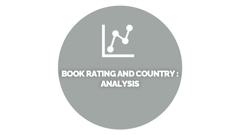 BOOK RATING AND COUNTRY :
ANALYSIS